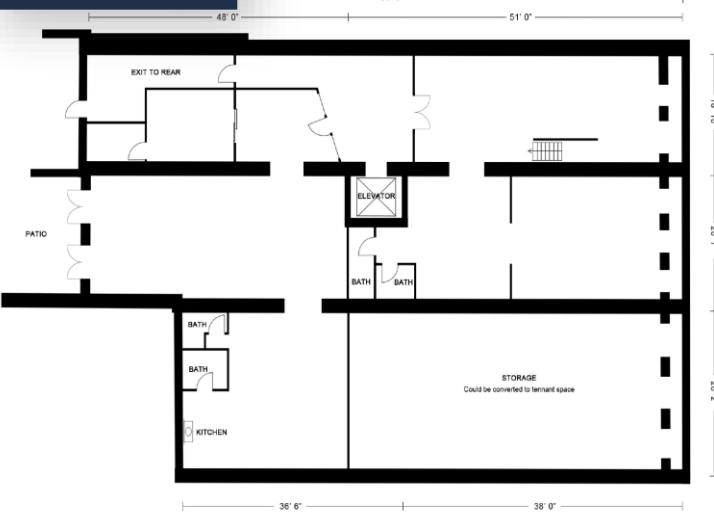 48' 0"
51' 0"
EXIT TO REAR
ELEVATOR
PATIO
BATH
BATH
BATH
BATH
STORAGE
Could be converted to tennant space
KITCHEN
36' 6"
38' 0"